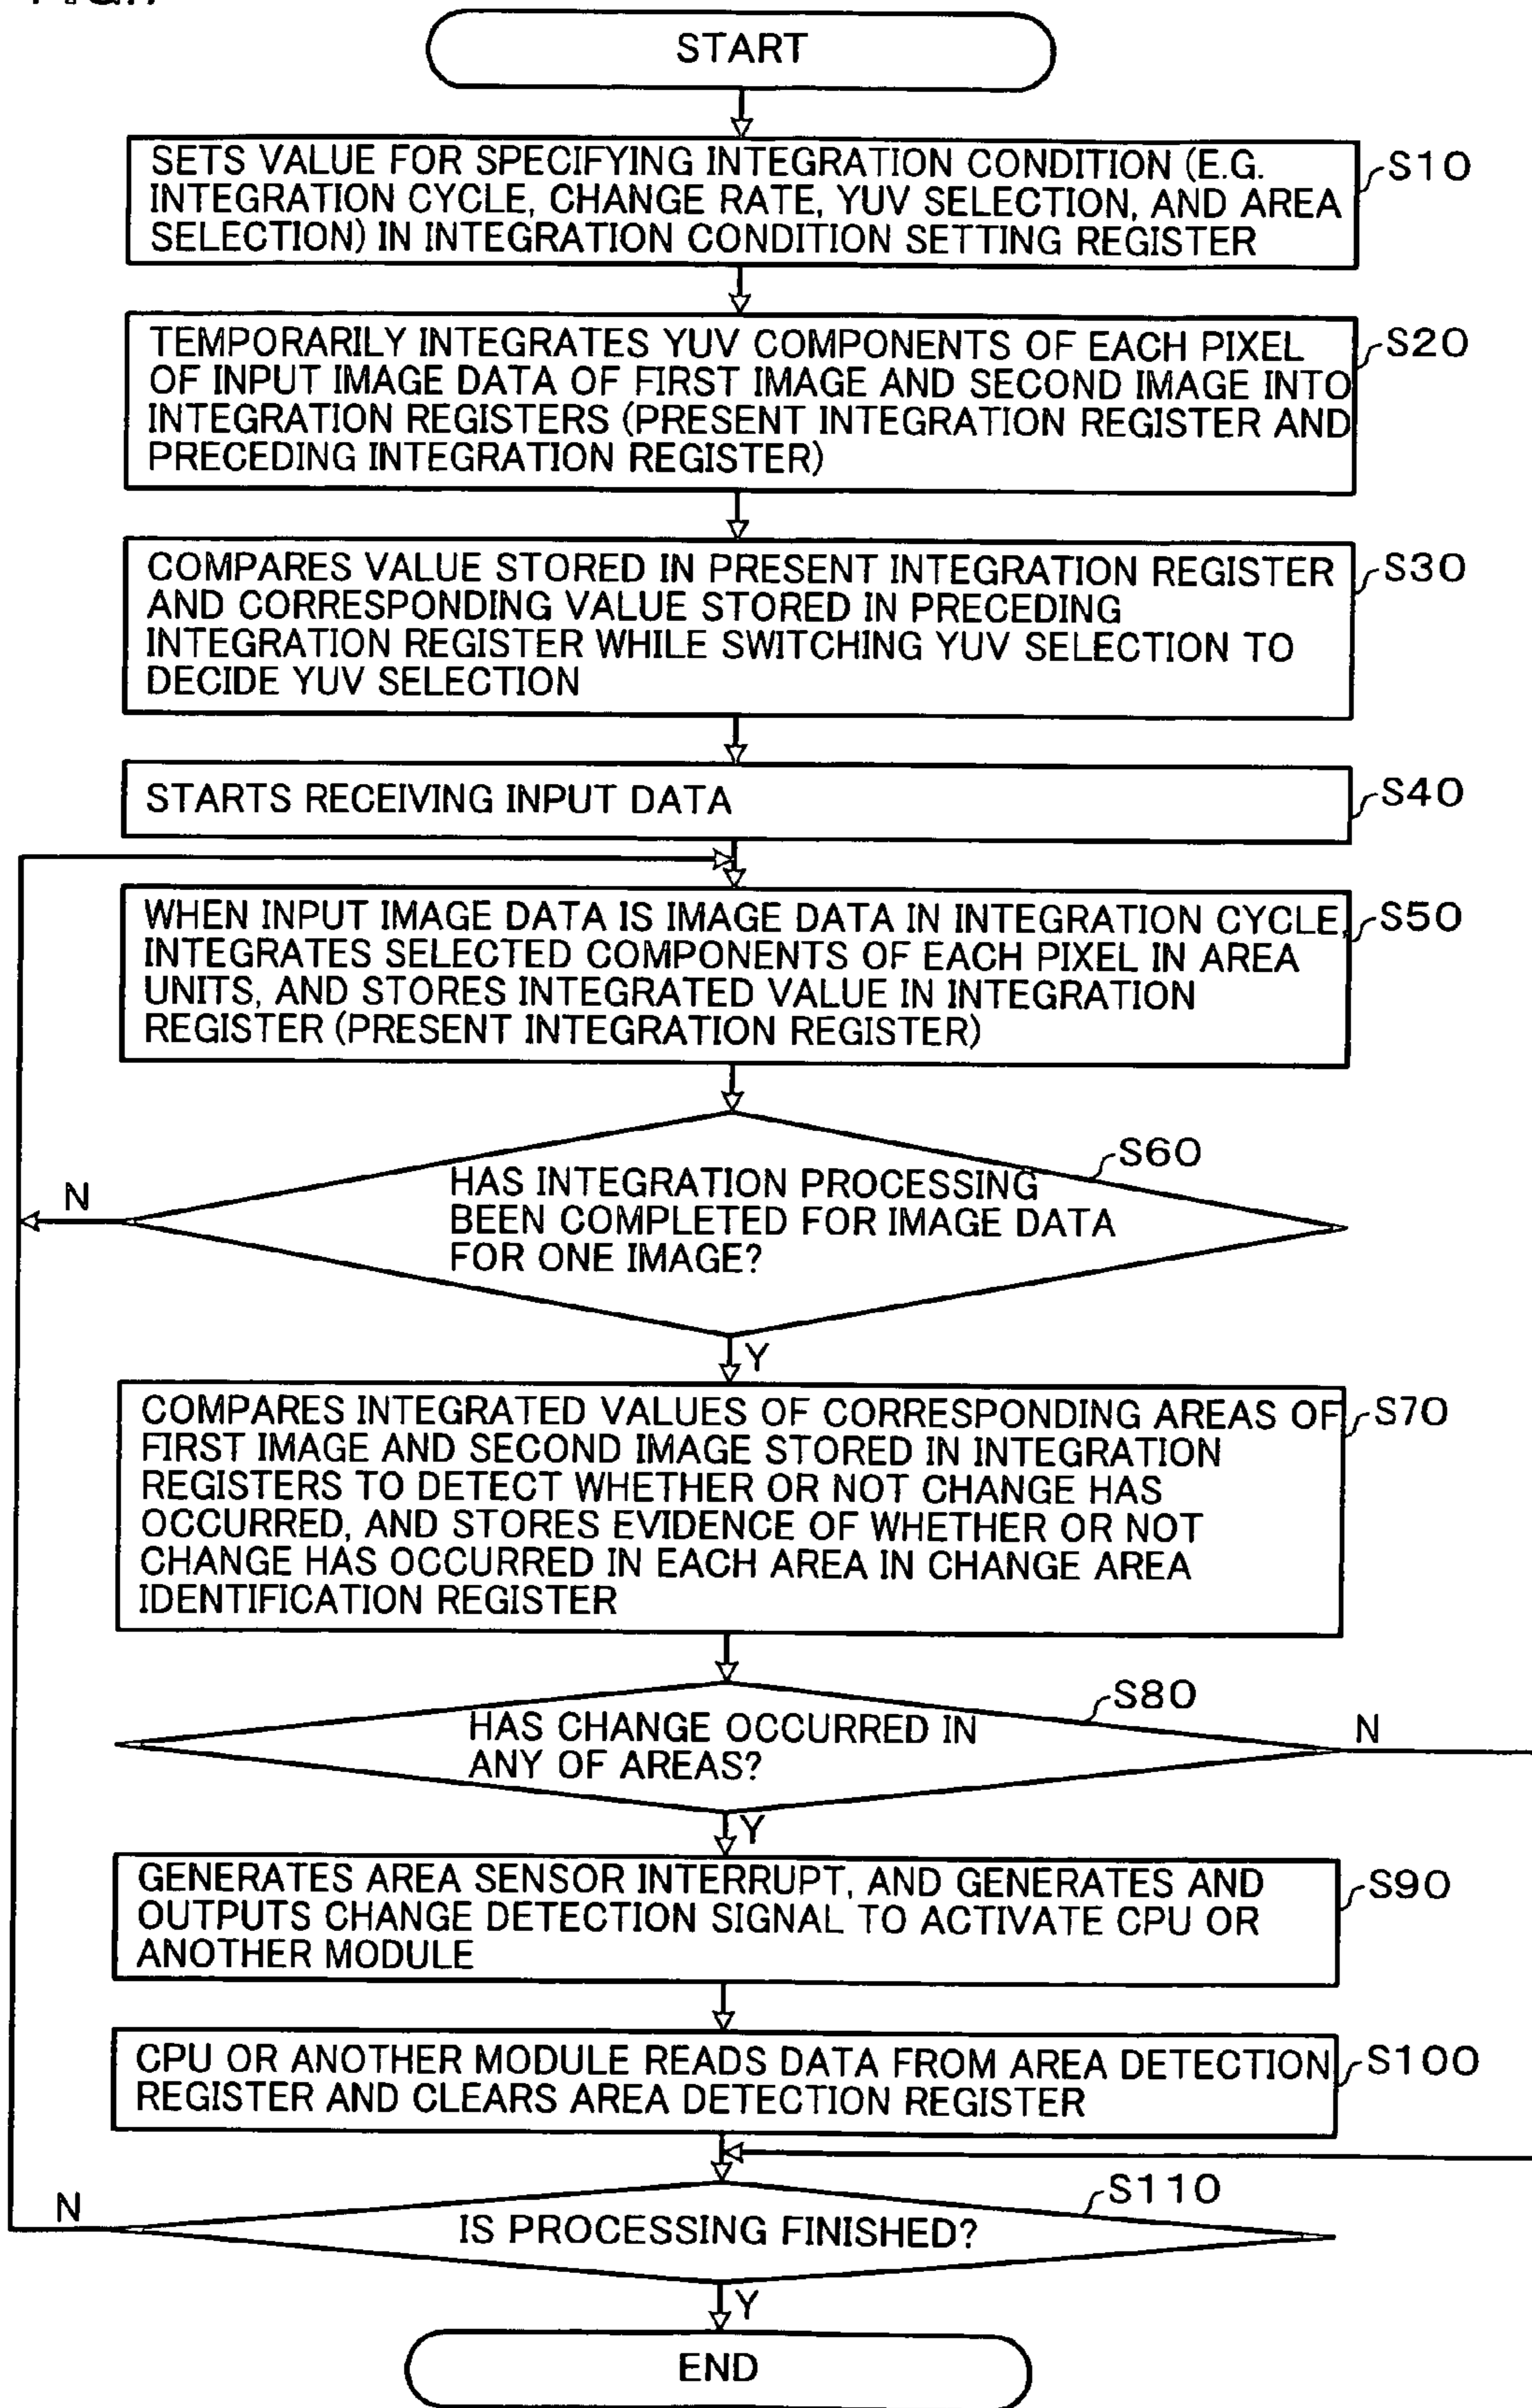 START
SETS VALUE FOR SPECIFYING INTEGRATION CONDITION (E.G.
INTEGRATION CYCLE, CHANGE RATE, YUV SELECTION, AND AREA
SELECTION) IN INTEGRATION CONDITION SETTING REGISTER
S10
TEMPORARILY INTEGRATES YUV COMPONENTS OF EACH PIXEL
OF INPUT IMAGE DATA OF FIRST IMAGE AND SECOND IMAGE INTO
INTEGRATION REGISTERS (PRESENT INTEGRATION REGISTER AND
PRECEDING INTEGRATION REGISTER)
S20
COMPARES VALUE STORED IN PRESENT INTEGRATION REGISTER
AND CORRESPONDING VALUE STORED IN PRECEDING
INTEGRATION REGISTER WHILE SWITCHING YUV SELECTION TO
DECIDE YUV SELECTION
S30
STARTS RECEIVING INPUT DATA
S40
WHEN INPUT IMAGE DATA IS IMAGE DATA IN INTEGRATION CYCLE,
INTEGRATES SELECTED COMPONENTS OF EACH PIXEL IN AREA
UNITS, AND STORES INTEGRATED VALUE IN INTEGRATION
REGISTER (PRESENT INTEGRATION REGISTER)
S50
S60
HAS INTEGRATION PROCESSING
BEEN COMPLETED FOR IMAGE DATA
FOR ONE IMAGE?
N
Y
COMPARES INTEGRATED VALUES OF CORRESPONDING AREAS OF
FIRST IMAGE AND SECOND IMAGE STORED IN INTEGRATION
REGISTERS TO DETECT WHETHER OR NOT CHANGE HAS
OCCURRED, AND STORES EVIDENCE OF WHETHER OR NOT
CHANGE HAS OCCURRED IN EACH AREA IN CHANGE AREA
IDENTIFICATION REGISTER
S70
S80
HAS CHANGE OCCURRED IN
ANY OF AREAS?
N
Y
GENERATES AREA SENSOR INTERRUPT, AND GENERATES AND
OUTPUTS CHANGE DETECTION SIGNAL TO ACTIVATE CPU OR
ANOTHER MODULE
S90
CPU OR ANOTHER MODULE READS DATA FROM AREA DETECTION
REGISTER AND CLEARS AREA DETECTION REGISTER
S100
S110
IS PROCESSING FINISHED?
N
Y
END